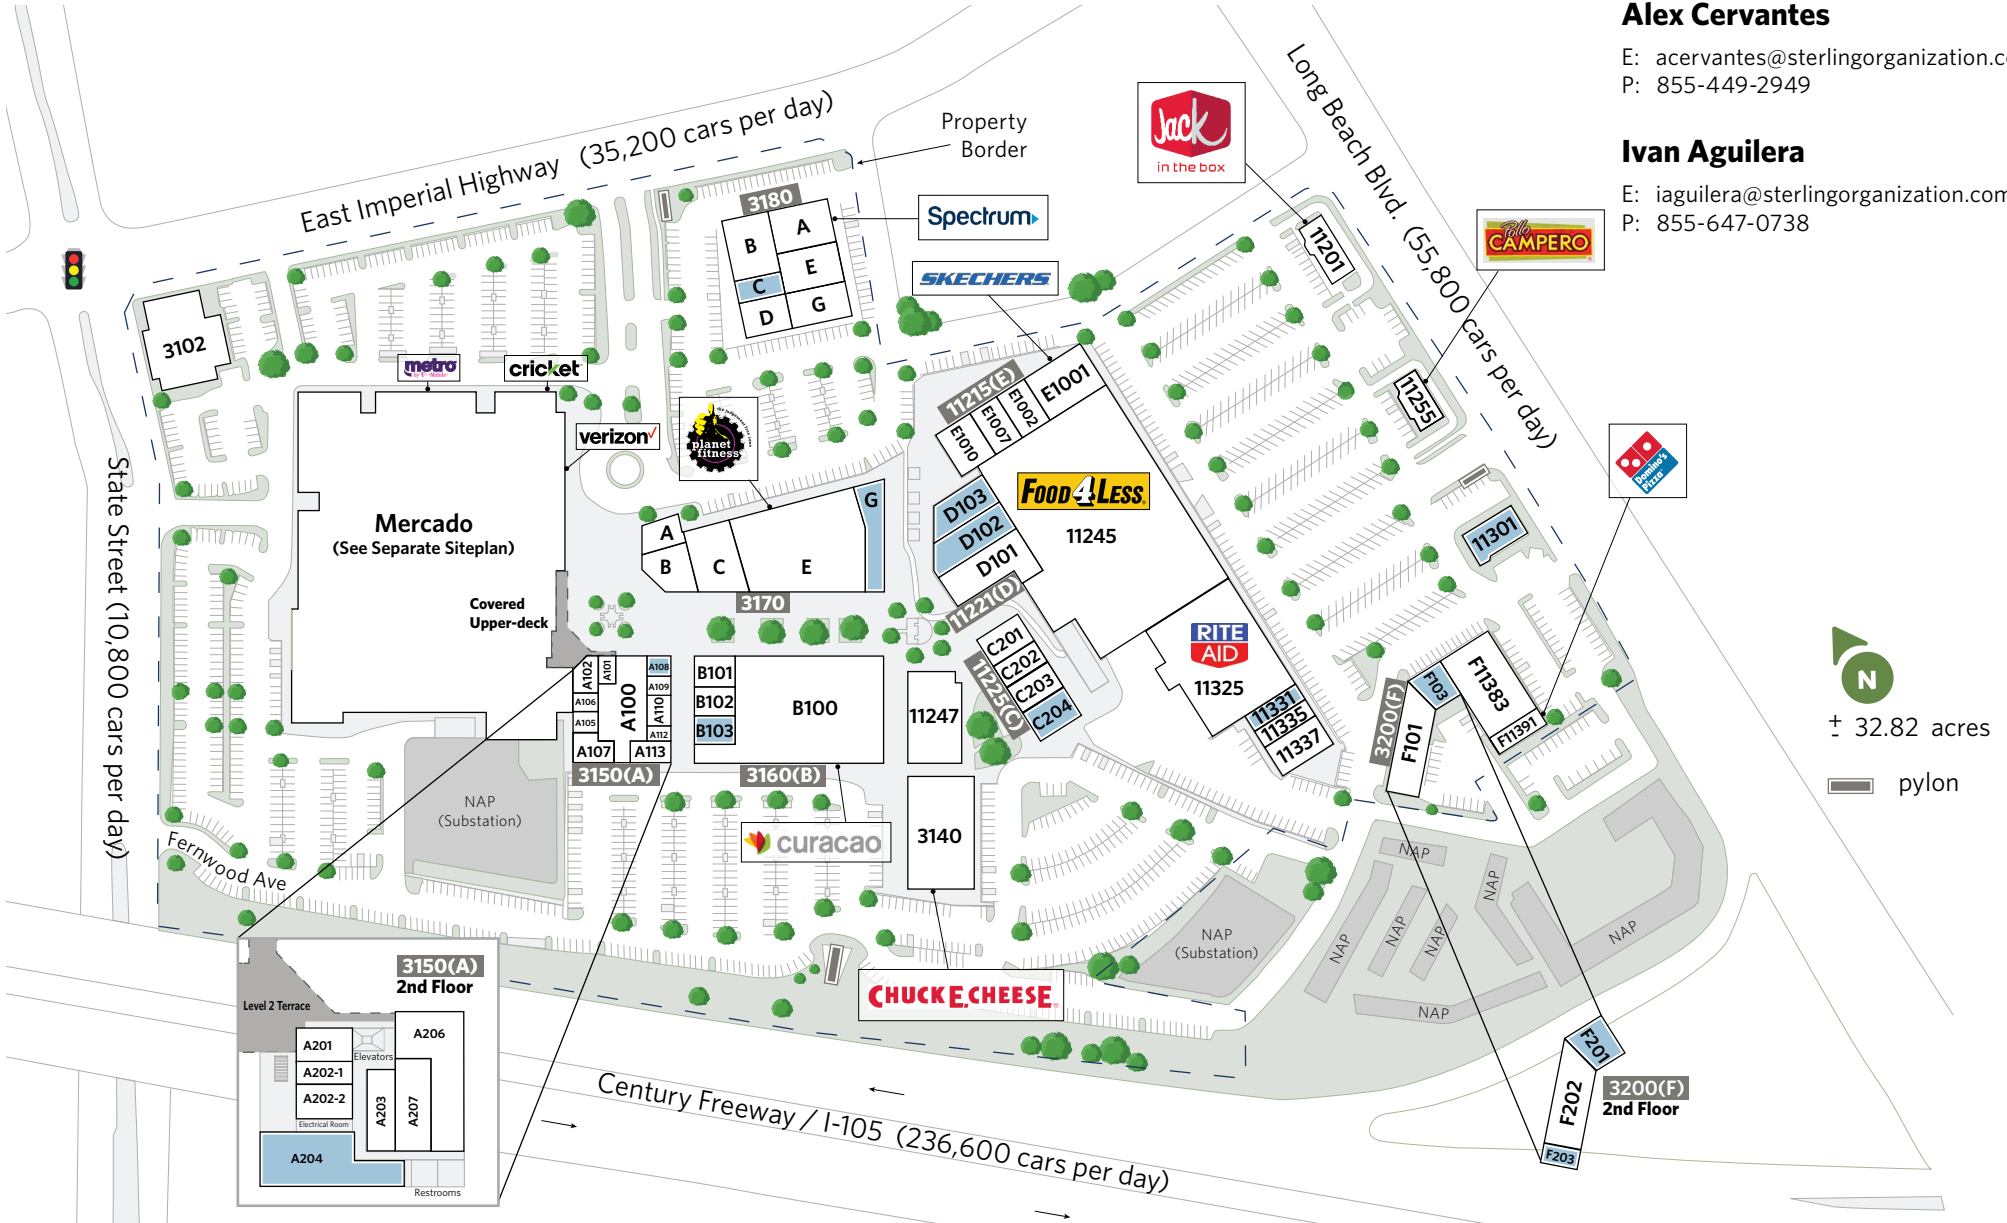 Alex Cervantes
E: acervantes@sterlingorganization.co
P: 855-449-2949
Ivan Aguilera
E: iaguilera@sterlingorganization.com
P: 855-647-0738
East Imperial Highway (35,200 cars per day)
Property
Border
Long Beach Blvd. (55,800 cars per day)
State Street (10,800 cars per day)
Fernwood Ave
Century Freeway / I-105 (236,600 cars per day)
Jack
in the box
Spectrum
SKECHERS
Pollo
CAMPERO
Domino's
Pizza
metro
by T-Mobile
cricket
verizon
planet
fitness
3102
3180
A
B
C
D
E
G
11201
11255
11301
11215(E)
E1001
E1002
E1007
E1010
FOOD 4 LESS
11245
D103
D102
D101
11221(D)
Mercado
(See Separate Siteplan)
Covered
Upper-deck
A
B
C
E
G
3170
C201
C202
C203
C204
11225(C)
RITE
AID
11325
11331
11335
11337
3200(F)
F101
F103
F11383
F11391
A102
A101
A100
A108
A109
A110
A112
A113
A106
A105
A107
3150(A)
B101
B102
B103
B100
3160(B)
11247
3140
curacao
CHUCK E. CHEESE
NAP
(Substation)
NAP
(Substation)
NAP
NAP
NAP
NAP
NAP
NAP
NAP
N
± 32.82 acres
pylon
3150(A)
2nd Floor
Level 2 Terrace
A201
A202-1
A202-2
Elevators
A206
A203
A207
Electrical Room
A204
Restrooms
F201
F202
F203
3200(F)
2nd Floor